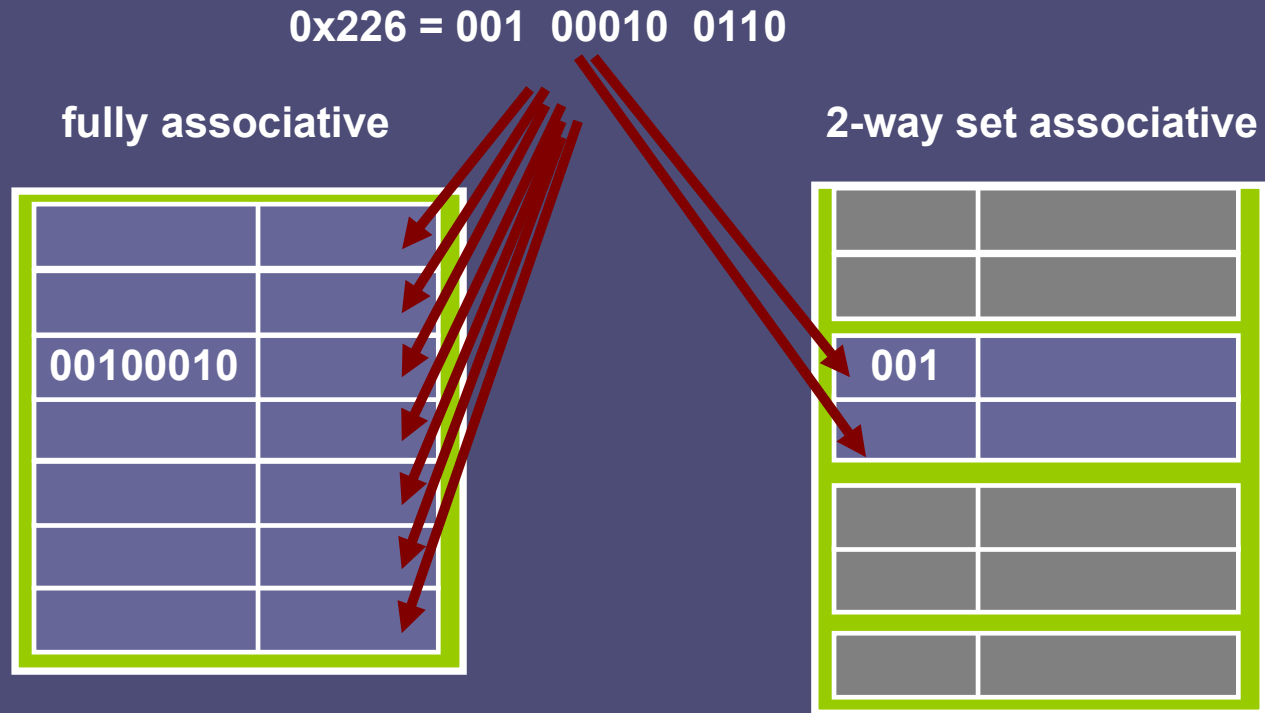 0x226 = 001 00010 0110
fully associative
2-way set associative
00100010
001